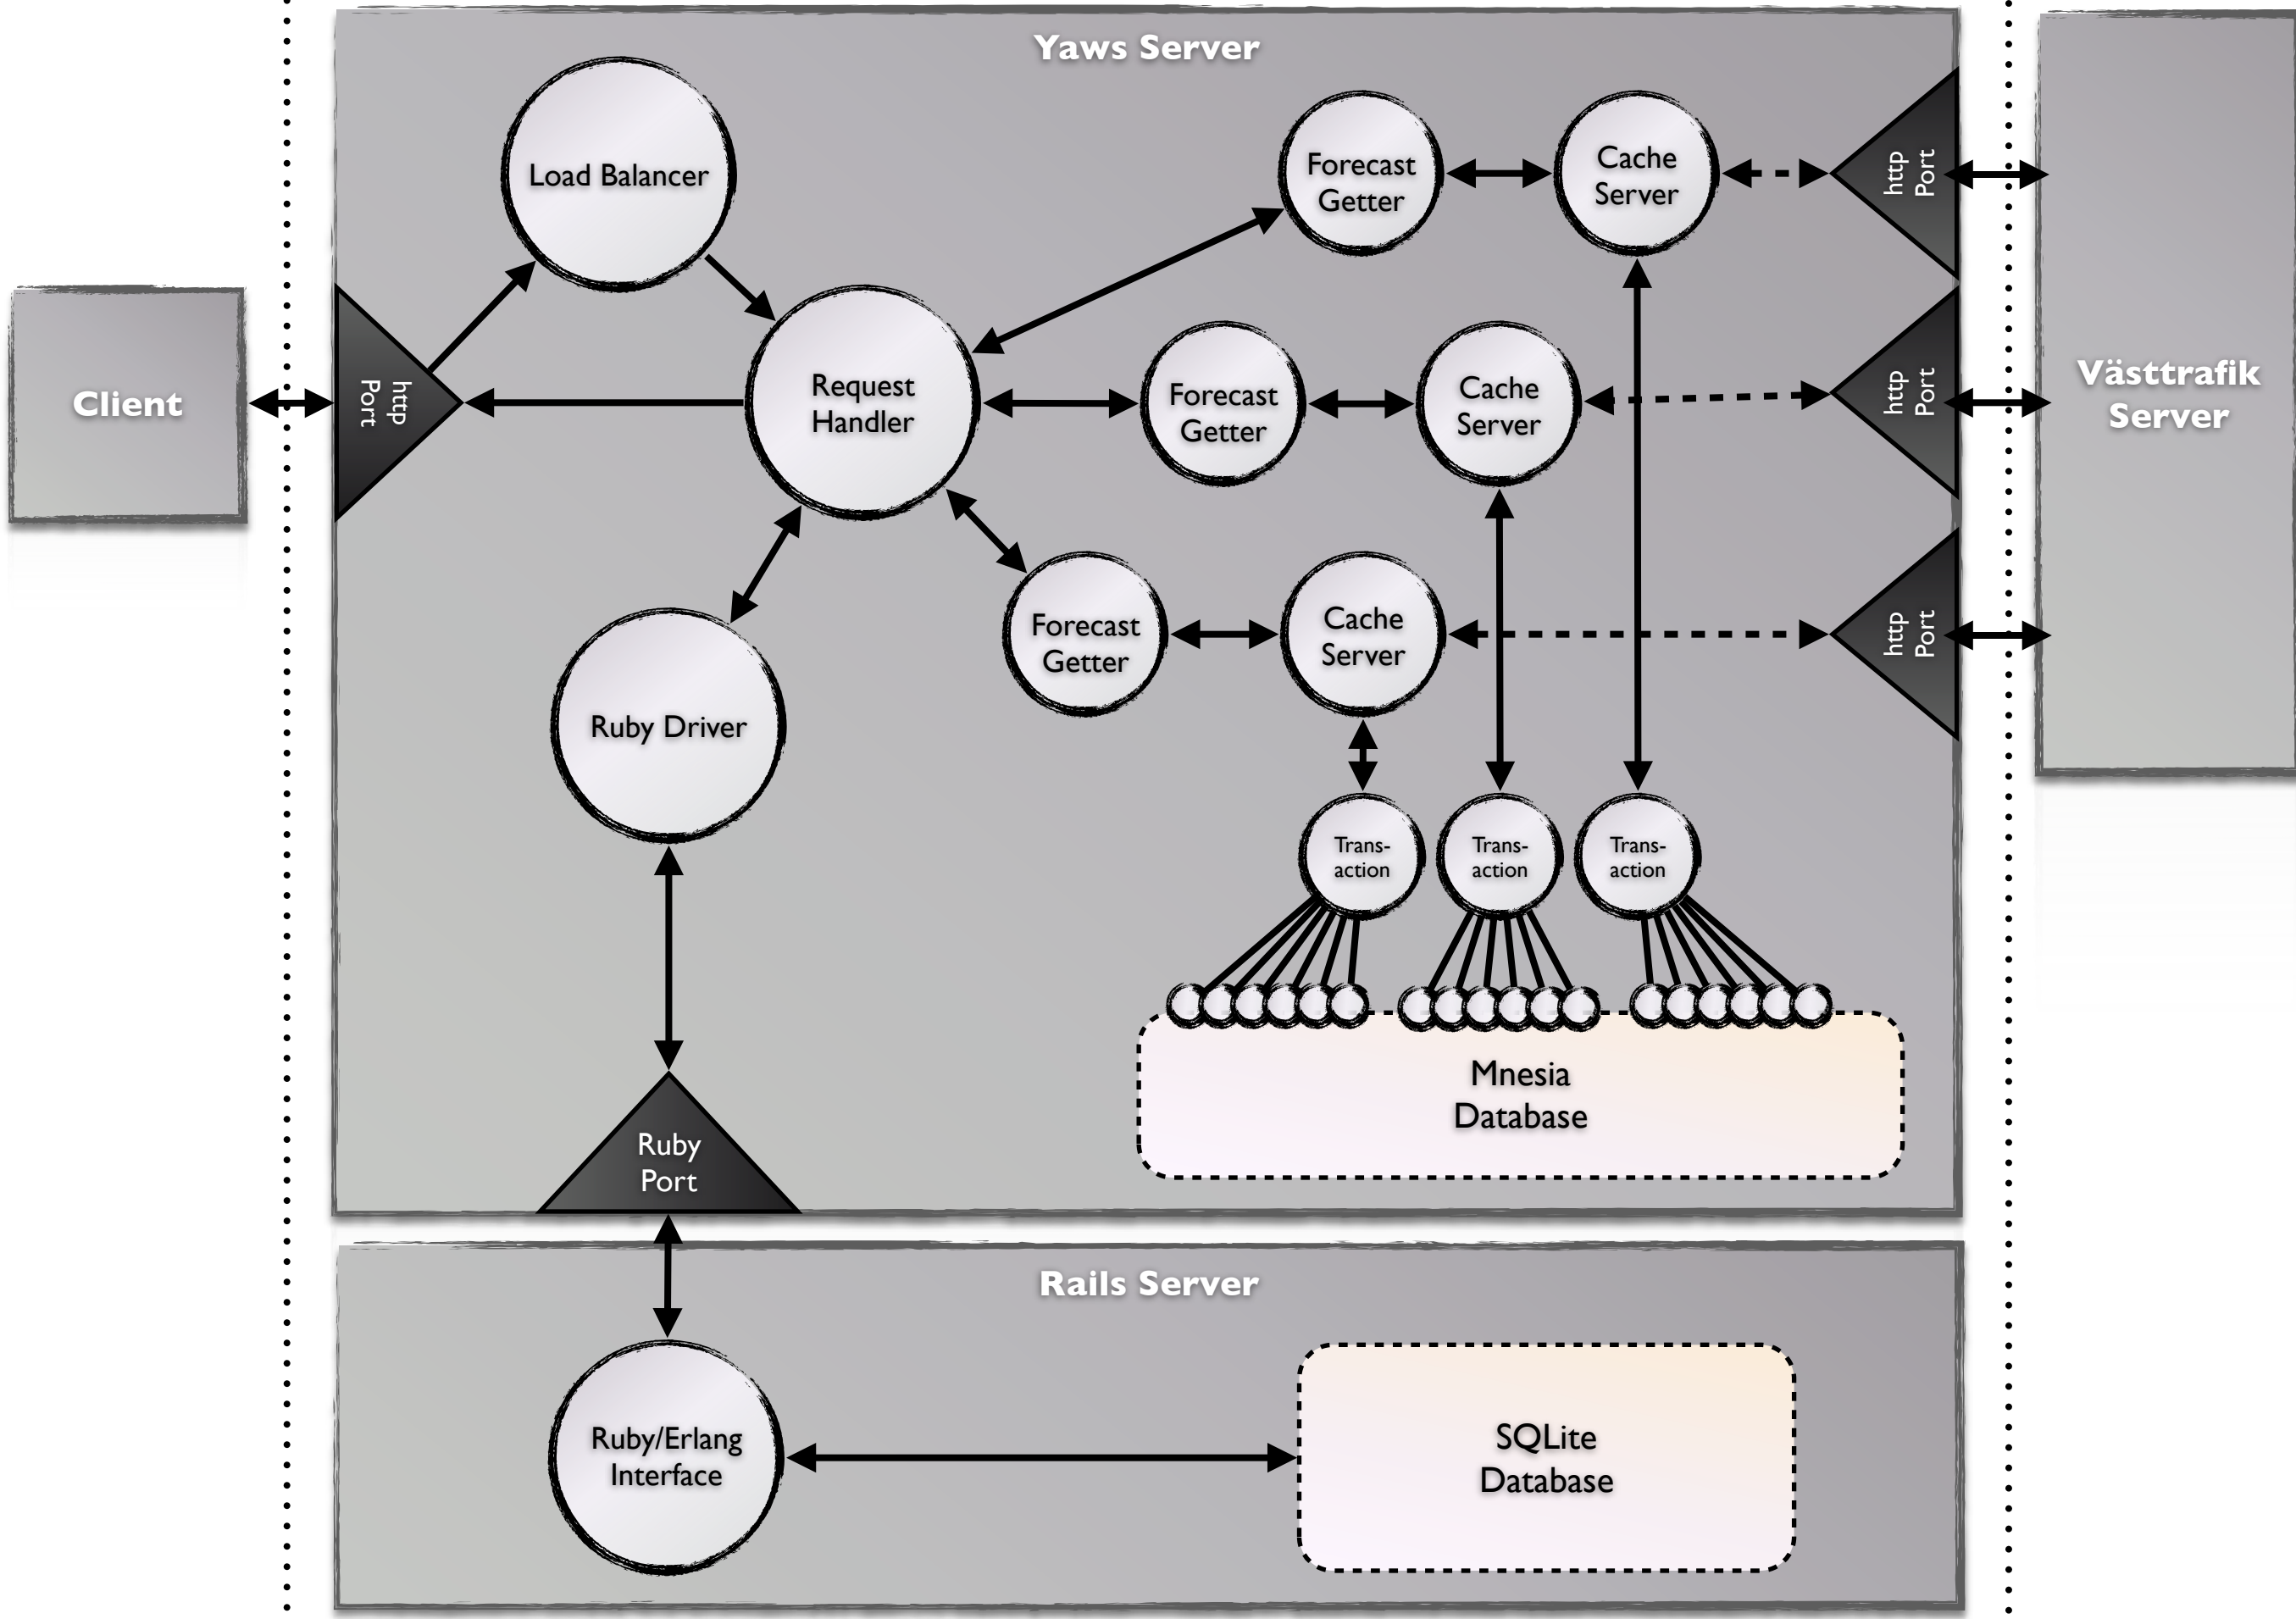 Yaws Server
Load Balancer
Forecast
Getter
Cache
Server
http
Port
Client
http
Port
Request
Handler
Forecast
Getter
Cache
Server
http
Port
Västtrafik
Server
Forecast
Getter
Cache
Server
http
Port
Ruby Driver
Trans-
action
Trans-
action
Trans-
action
Mnesia
Database
Ruby
Port
Rails Server
Ruby/Erlang
Interface
SQLite
Database